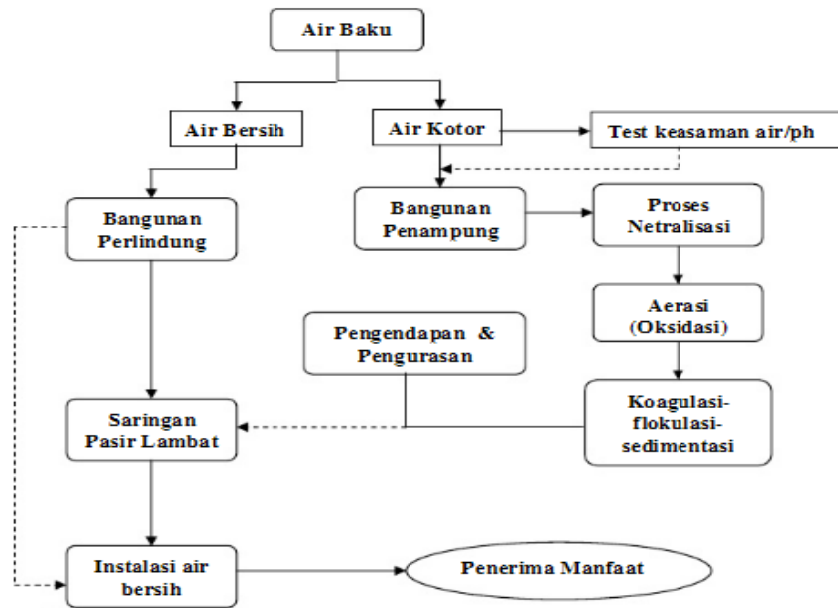 Air Baku
Air Bersih
Air Kotor
Test keasaman air/ph
Bangunan
Perlindung
Bangunan
Penampung
Proses
Netralisasi
Aerasi
(Oksidasi)
Pengendapan &
Pengurasan
Koagulasi-
flokulasi-
sedimentasi
Saringan
Pasir Lambat
Instalasi air
bersih
Penerima Manfaat